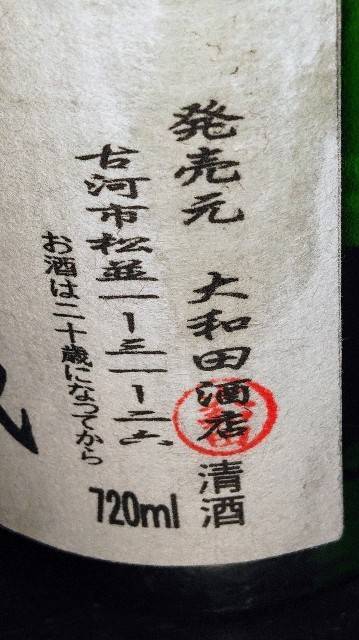 発売元 大和田酒店
清酒
古河市松並一ー三一ー二六
お酒は二十歳になってから
720ml